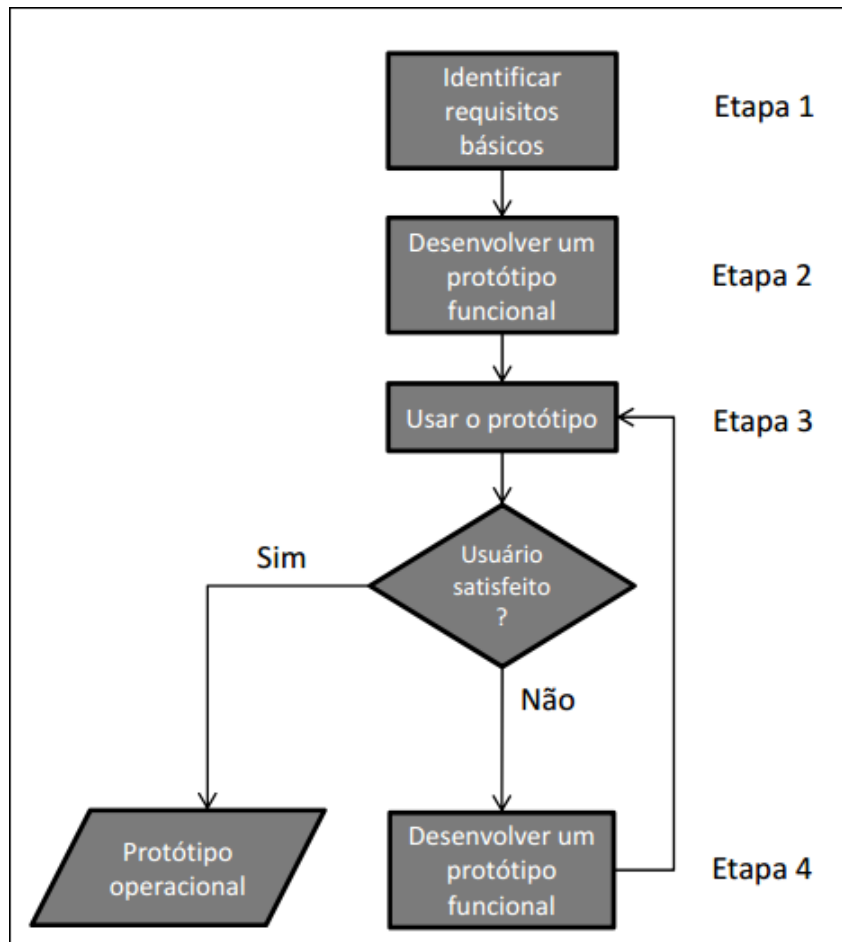 Identificar
requisitos
básicos
Etapa 1
Desenvolver um
protótipo
funcional
Etapa 2
Usar o protótipo
Etapa 3
Usuário
satisfeito
?
Sim
Não
Protótipo
operacional
Desenvolver um
protótipo
funcional
Etapa 4